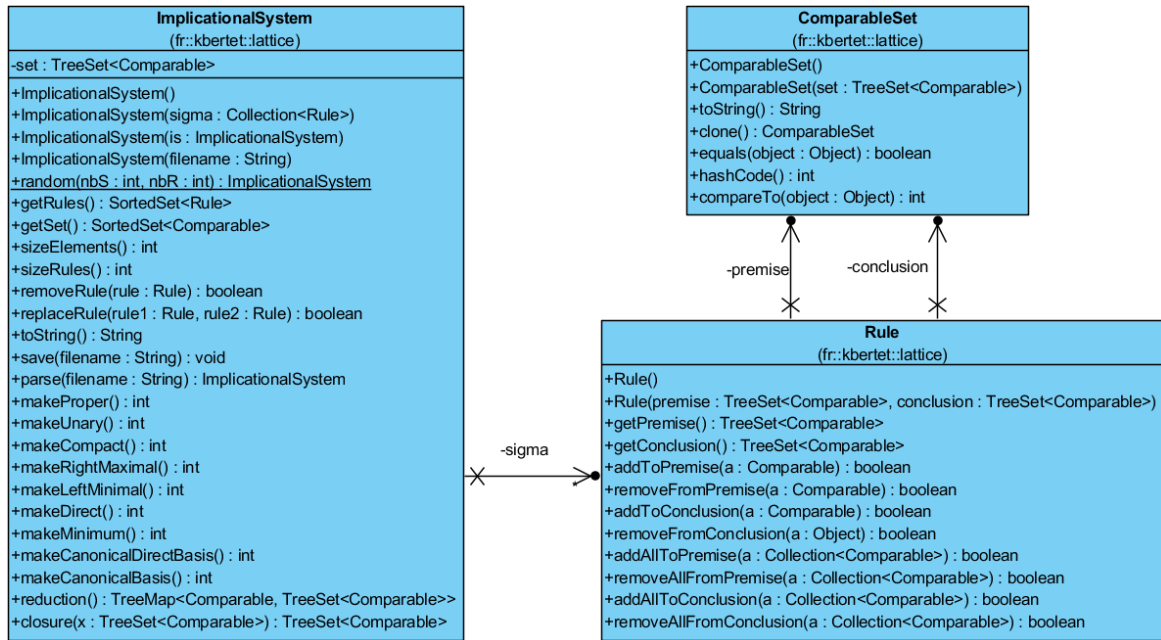 ImplicationalSystem
(fr::kbertet::lattice)
-set : TreeSet<Comparable>
+ImplicationalSystem()
+ImplicationalSystem(sigma : Collection<Rule>)
+ImplicationalSystem(is : ImplicationalSystem)
+ImplicationalSystem(filename : String)
+random(nbS : int, nbR : int) : ImplicationalSystem
+getRules() : SortedSet<Rule>
+getSet() : SortedSet<Comparable>
+sizeElements() : int
+sizeRules() : int
+removeRule(rule : Rule) : boolean
+replaceRule(rule1 : Rule, rule2 : Rule) : boolean
+toString() : String
+save(filename : String) : void
+parse(filename : String) : ImplicationalSystem
+makeProper() : int
+makeUnary() : int
+makeCompact() : int
+makeRightMaximal() : int
+makeLeftMinimal() : int
+makeDirect() : int
+makeMinimum() : int
+makeCanonicalDirectBasis() : int
+makeCanonicalBasis() : int
+reduction() : TreeMap<Comparable, TreeSet<Comparable>>
+closure(x : TreeSet<Comparable>) : TreeSet<Comparable>
ComparableSet
(fr::kbertet::lattice)
+ComparableSet()
+ComparableSet(set : TreeSet<Comparable>)
+toString() : String
+clone() : ComparableSet
+equals(object : Object) : boolean
+hashCode() : int
+compareTo(object : Object) : int
-premise
-conclusion
-sigma
*
Rule
(fr::kbertet::lattice)
+Rule()
+Rule(premise : TreeSet<Comparable>, conclusion : TreeSet<Comparable>)
+getPremise() : TreeSet<Comparable>
+getConclusion() : TreeSet<Comparable>
+addToPremise(a : Comparable) : boolean
+removeFromPremise(a : Comparable) : boolean
+addToConclusion(a : Comparable) : boolean
+removeFromConclusion(a : Object) : boolean
+addAllToPremise(a : Collection<Comparable>) : boolean
+removeAllFromPremise(a : Collection<Comparable>) : boolean
+addAllToConclusion(a : Collection<Comparable>) : boolean
+removeAllFromConclusion(a : Collection<Comparable>) : boolean